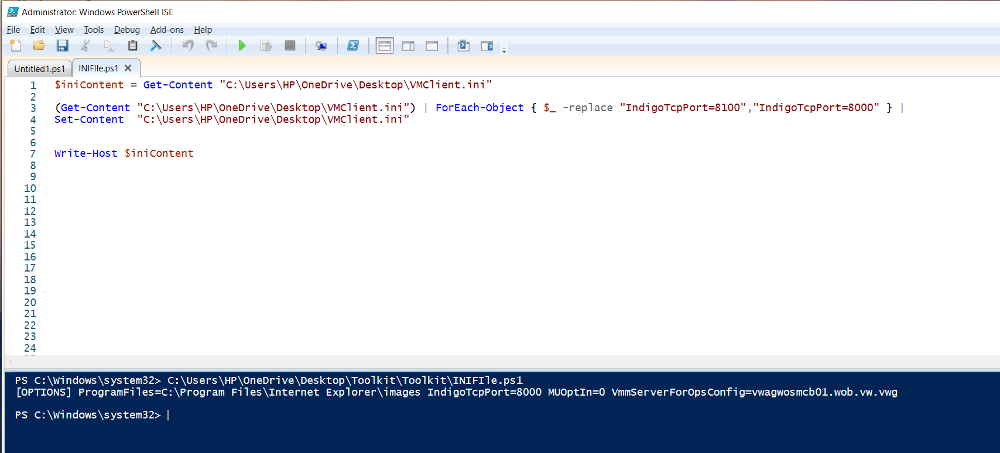 Administrator: Windows PowerShell ISE
File Edit View Tools Debug Add-ons Help
Untitled1.ps1 INIFIle.ps1
1 $iniContent = Get-Content "C:\Users\HP\OneDrive\Desktop\VMClient.ini"
2
3 (Get-Content "C:\Users\HP\OneDrive\Desktop\VMClient.ini") | ForEach-Object { $_ -replace "IndigoTcpPort=8100","IndigoTcpPort=8000" } |
4 Set-Content  "C:\Users\HP\OneDrive\Desktop\VMClient.ini"
5
6
7 Write-Host $iniContent
8
9
10
11
12
13
14
15
16
17
18
19
20
21
22
23
24
PS C:\Windows\system32> C:\Users\HP\OneDrive\Desktop\Toolkit\Toolkit\INIFIle.ps1
[OPTIONS] ProgramFiles=C:\Program Files\Internet Explorer\images IndigoTcpPort=8000 MUOptIn=0 VmmServerForOpsConfig=vwagwosmcb01.wob.vw.vwg
PS C:\Windows\system32>